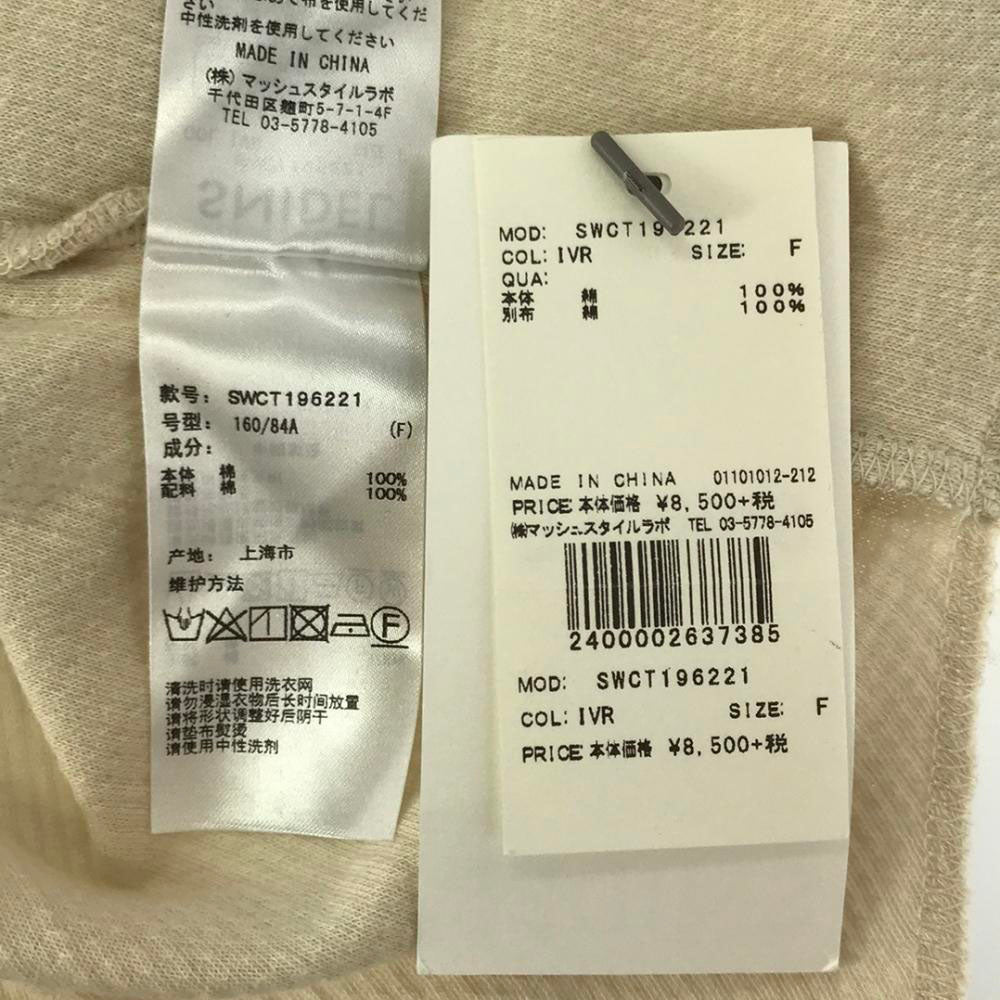 さい
中性洗剤を使用してください
MADE IN CHINA
(株)マッシュスタイルラボ
千代田区麹町5-7-1-4F
TEL 03-5778-4105
SNIDEL
款号: SWCT196221
号型: 160/84A (F)
成分:
本体 棉 100%
配料 棉 100%
产地: 上海市
维护方法
F
清洗时请使用洗衣网
请勿浸湿衣物后长时间放置
请将形状调整好后阴干
请垫布熨烫
请使用中性洗剂
MOD: SWCT196221
COL: IVR SIZE: F
QUA:
本体 綿 100%
別布 綿 100%
MADE IN CHINA 01101012-212
PRICE: 本体価格 ¥8,500+税
㈱マッシュスタイルラボ TEL 03-5778-4105
2400002637385
MOD: SWCT196221
COL: IVR SIZE: F
PRICE: 本体価格 ¥8,500+税